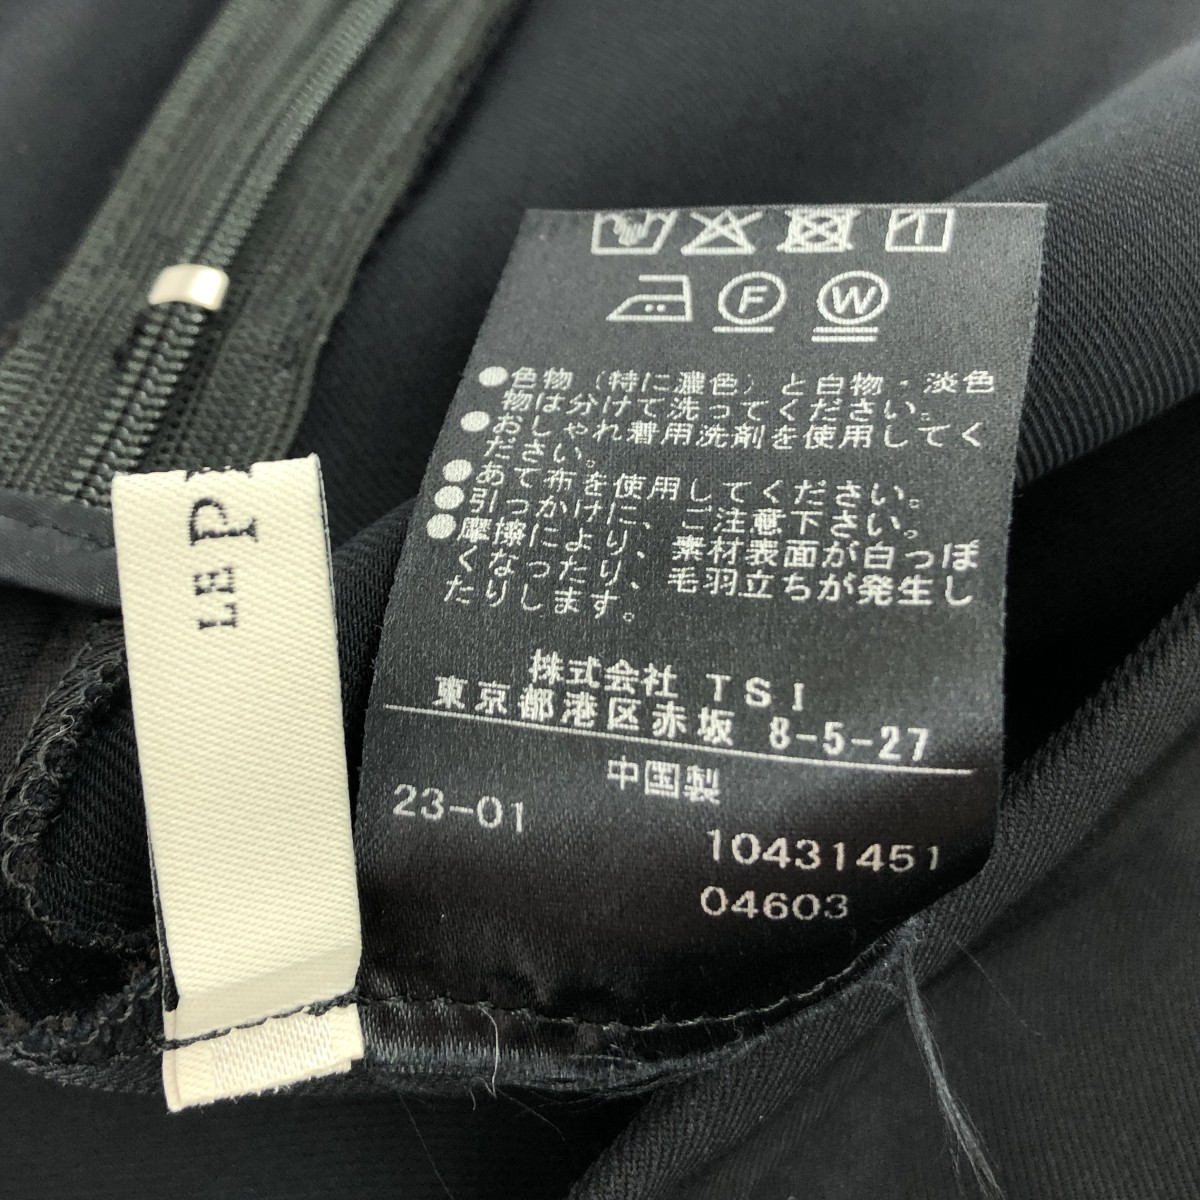 F W
●色物（特に濃色）と白物・淡色
物は分けて洗ってください。
●おしゃれ着用洗剤を使用してく
ださい。
●あて布を使用してください。
●引っかけに、ご注意下さい。
●摩擦により、素材表面が白っぽ
くなったり、毛羽立ちが発生し
たりします。
株式会社 TSI
東京都港区赤坂 8-5-27
中国製
23-01
10431451
04603
LE P